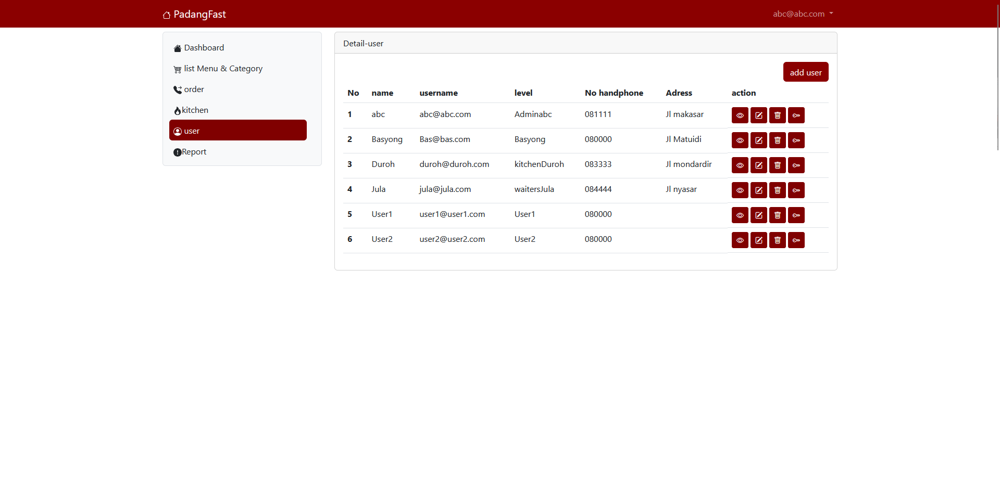 PadangFast abc@abc.com
Dashboard
list Menu & Category
order
kitchen
user
Report
Detail-user
add user
No name username level No handphone Adress action
1 abc abc@abc.com Adminabc 081111 Jl makasar
2 Basyong Bas@bas.com Basyong 080000 Jl Matuidi
3 Duroh duroh@duroh.com kitchenDuroh 083333 Jl mondardir
4 Jula jula@jula.com waitersJula 084444 Jl nyasar
5 User1 user1@user1.com User1 080000
6 User2 user2@user2.com User2 080000